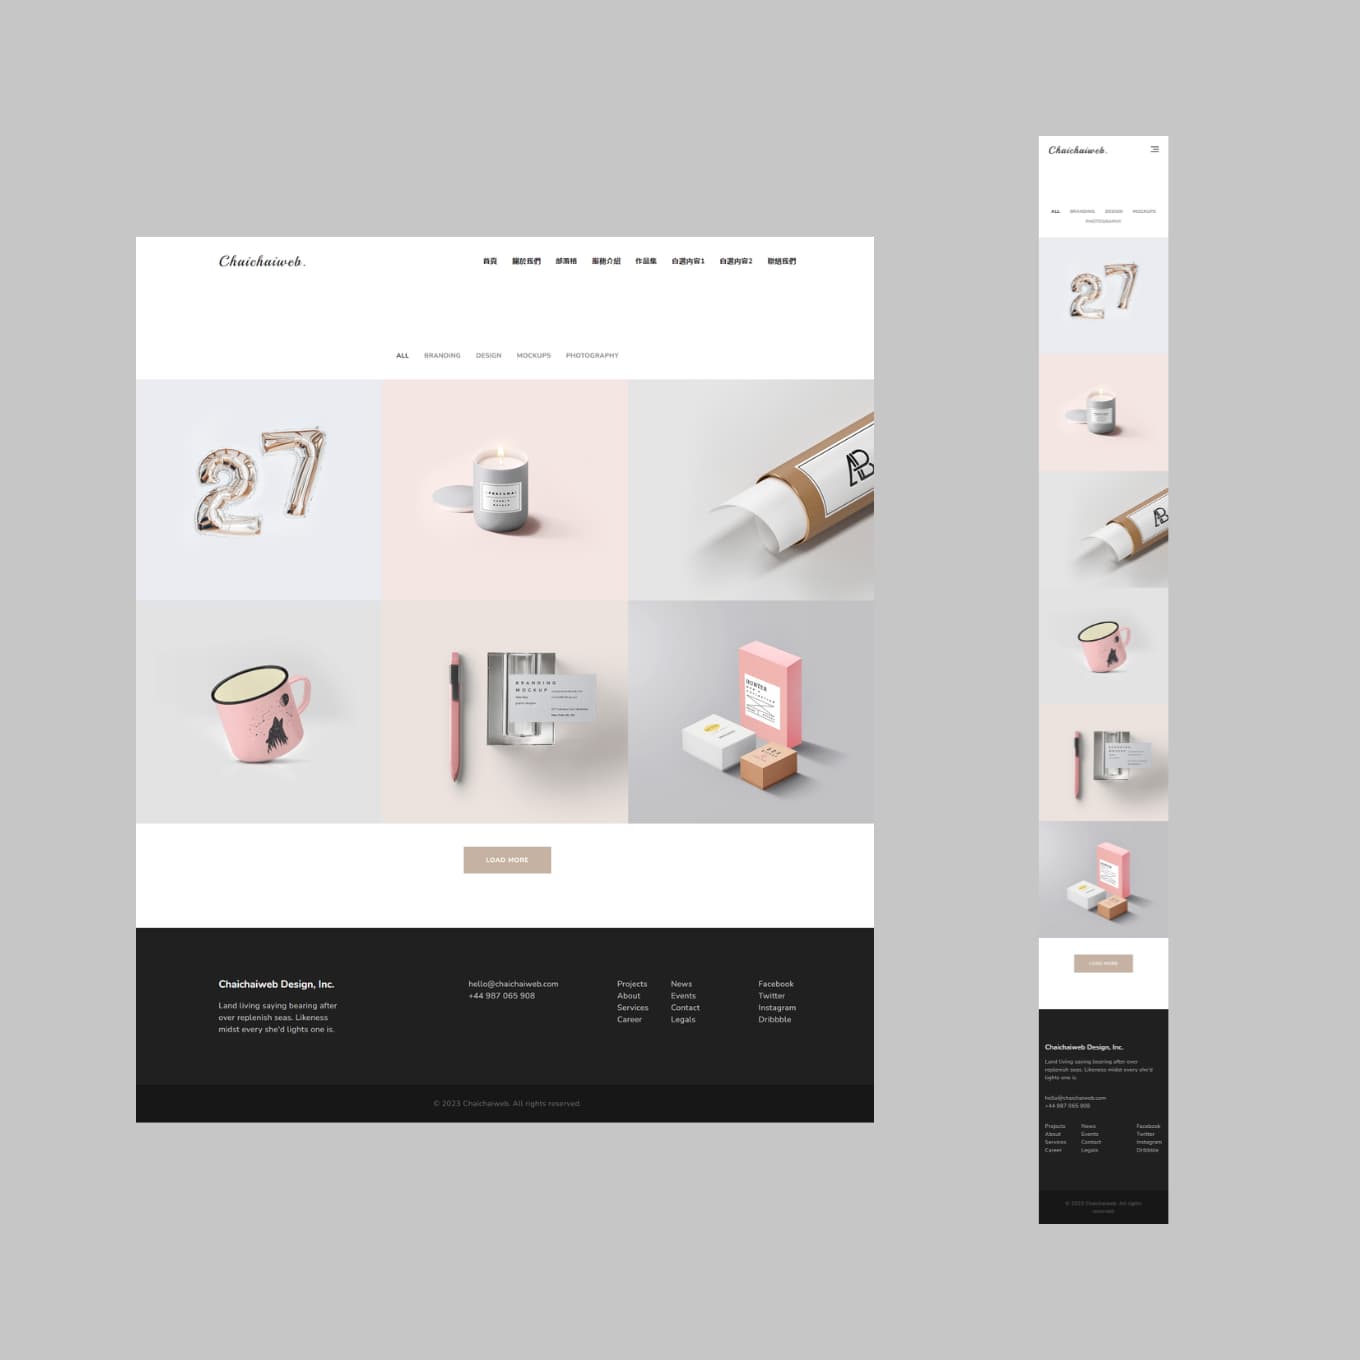 Chaichaiweb.
首頁 關於我們 部落格 服務介紹 作品集 自選內容1 自選內容2 聯絡我們
ALL BRANDING DESIGN MOCKUPS PHOTOGRAPHY
BRANDING
MOCKUP
HUNTER
LOAD MORE
Chaichaiweb Design, Inc.
Land living saying bearing after
over replenish seas. Likeness
midst every she'd lights one is.
hello@chaichaiweb.com
+44 987 065 908
Projects
About
Services
Career
News
Events
Contact
Legals
Facebook
Twitter
Instagram
Dribbble
© 2023 Chaichaiweb. All rights reserved.
Chaichaiweb.
ALL BRANDING DESIGN MOCKUPS
PHOTOGRAPHY
LOAD MORE
Chaichaiweb Design, Inc.
Land living saying bearing after over
replenish seas. Likeness midst every she'd
lights one is.
hello@chaichaiweb.com
+44 987 065 908
Projects
About
Services
Career
News
Events
Contact
Legals
Facebook
Twitter
Instagram
Dribbble
© 2023 Chaichaiweb. All rights
reserved.